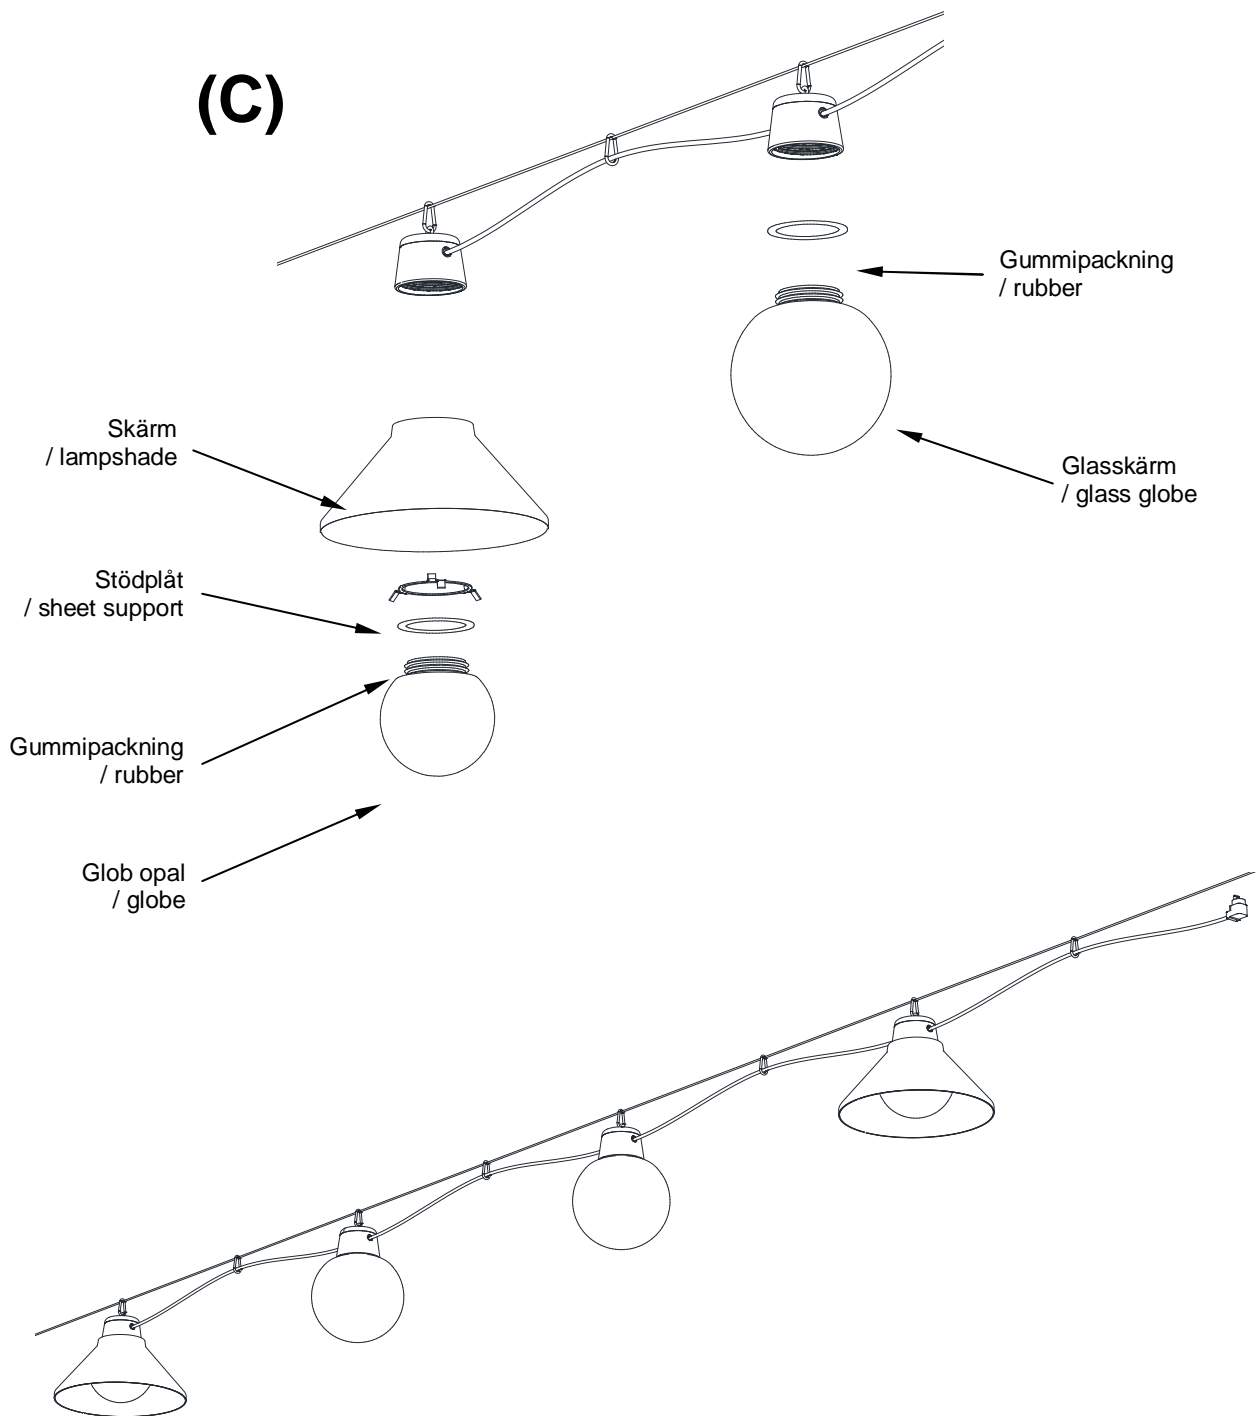 (C)
Gummipackning
/ rubber
Skärm
/ lampshade
Glasskärm
/ glass globe
Stödplåt
/ sheet support
Gummipackning
/ rubber
Glob opal
/ globe